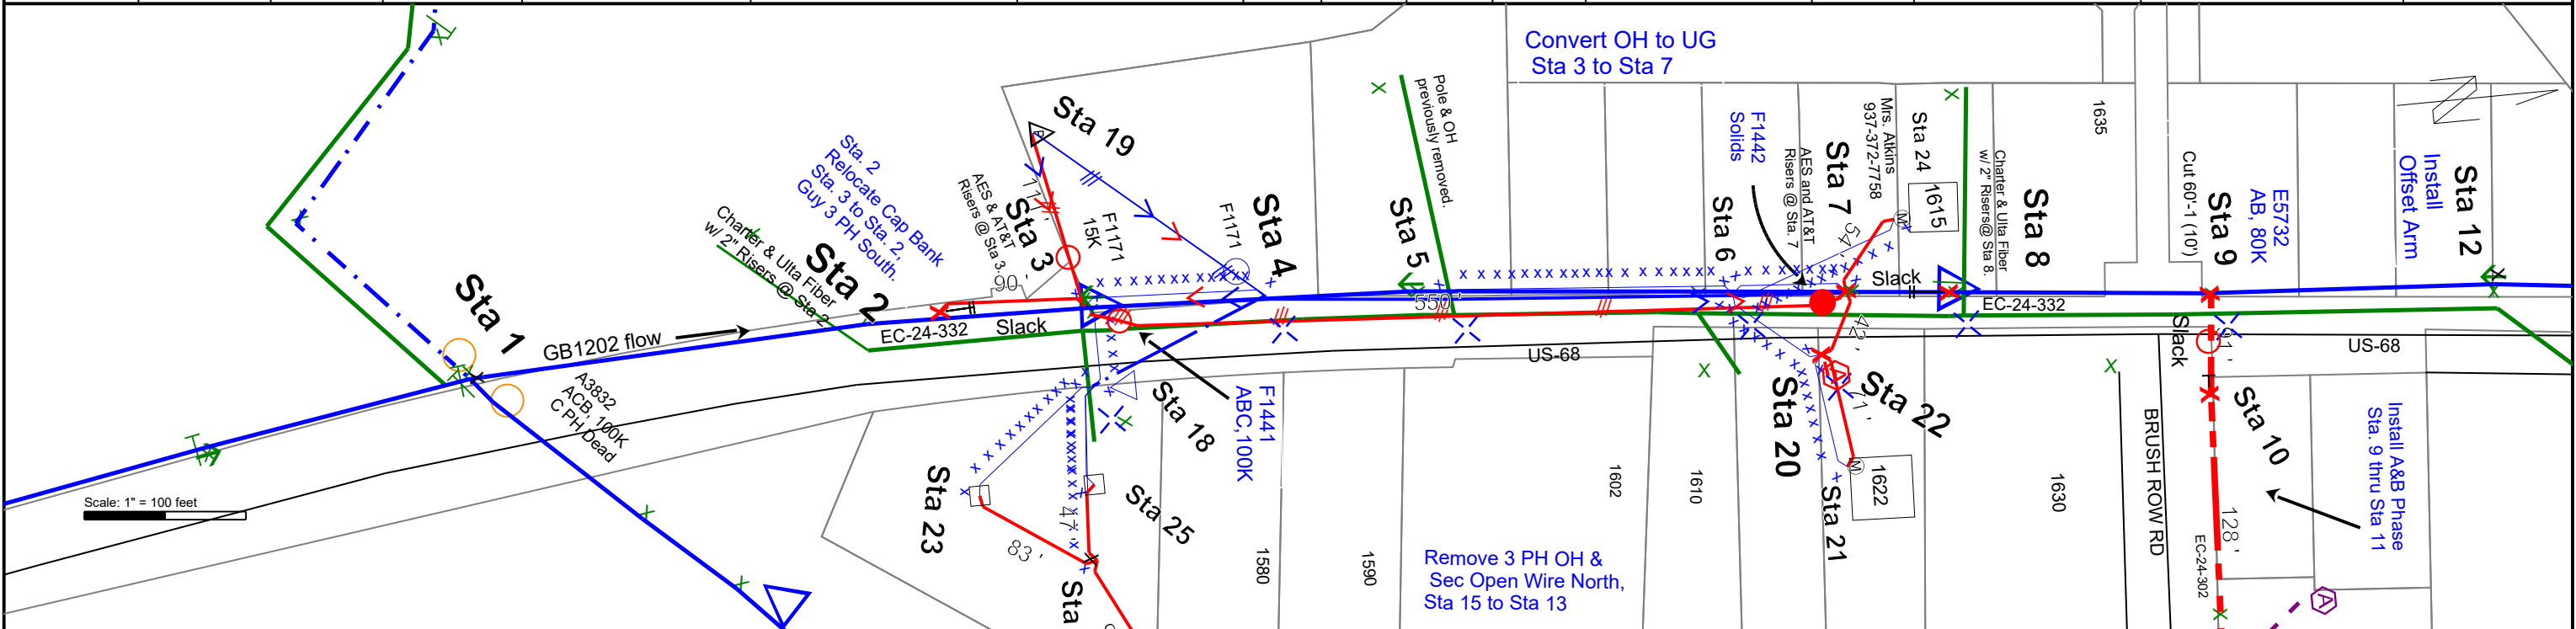 Convert OH to UG
Sta 3 to Sta 7
Sta 19
Pole & OH
previously removed.
Sta. 2
Relocate Cap Bank
Sta. 3 to Sta. 2,
Guy 3 PH South.
AES & AT&T
Risers @ Sta 3.
Sta 3
F1171
15K
F1171
Sta 4
Sta 5
F1442
Solids
AES and AT&T
Risers @ Sta. 7
Sta 6
Sta 7
Mrs. Atkins
937-372-7758
Sta 24
1615
Charter & Ulta Fiber
w/ 2" Risers@ Sta 8.
Sta 8
1635
Cut 60'-1 (10')
Sta 9
E5732
AB, 80K
Install
Offset Arm
Sta 12
Charter & Ulta Fiber
w/ 2" Risers @ Sta 2
Sta 2
90 '
54 '
Sta 1
GB1202 flow
EC-24-332
Slack
550 '
Slack
EC-24-332
US-68
US-68
Slack
91 '
42 '
71 '
A3832
ACB, 100K
C PH Dead
F1441
ABC,100K
Sta 18
Sta 20
Sta 22
Sta 10
Install A&B Phase
Sta. 9 thru Sta 11
Scale: 1" = 100 feet
Sta 23
Sta 25
47 '
83 '
Sta
1580
1590
1602
1610
Sta 21
1622
1630
BRUSH ROW RD
128 '
EC-24-302
A
Remove 3 PH OH &
Sec Open Wire North,
Sta 15 to Sta 13